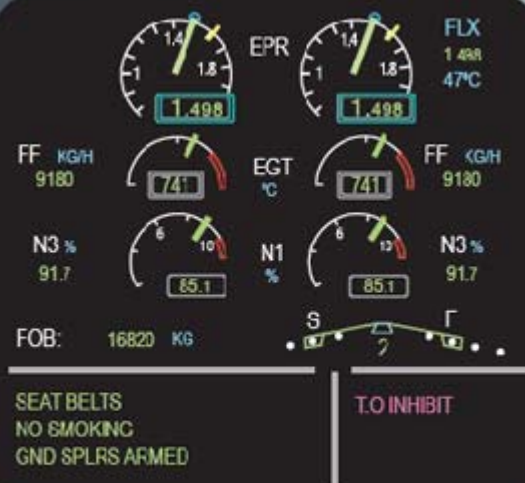 1.4 EPR 1.4 FLX
1 1.8 1 1.8 1.498
1.498 1.498 47°C
FF KG/H EGT FF KG/H
9180 741 °C 741 9180
6 10 6 10
N3 % N1 N3 %
91.7 85.1 % 85.1 91.7
S F
FOB: 16820 KG 2
SEAT BELTS T.O INHIBIT
NO SMOKING
GND SPLRS ARMED